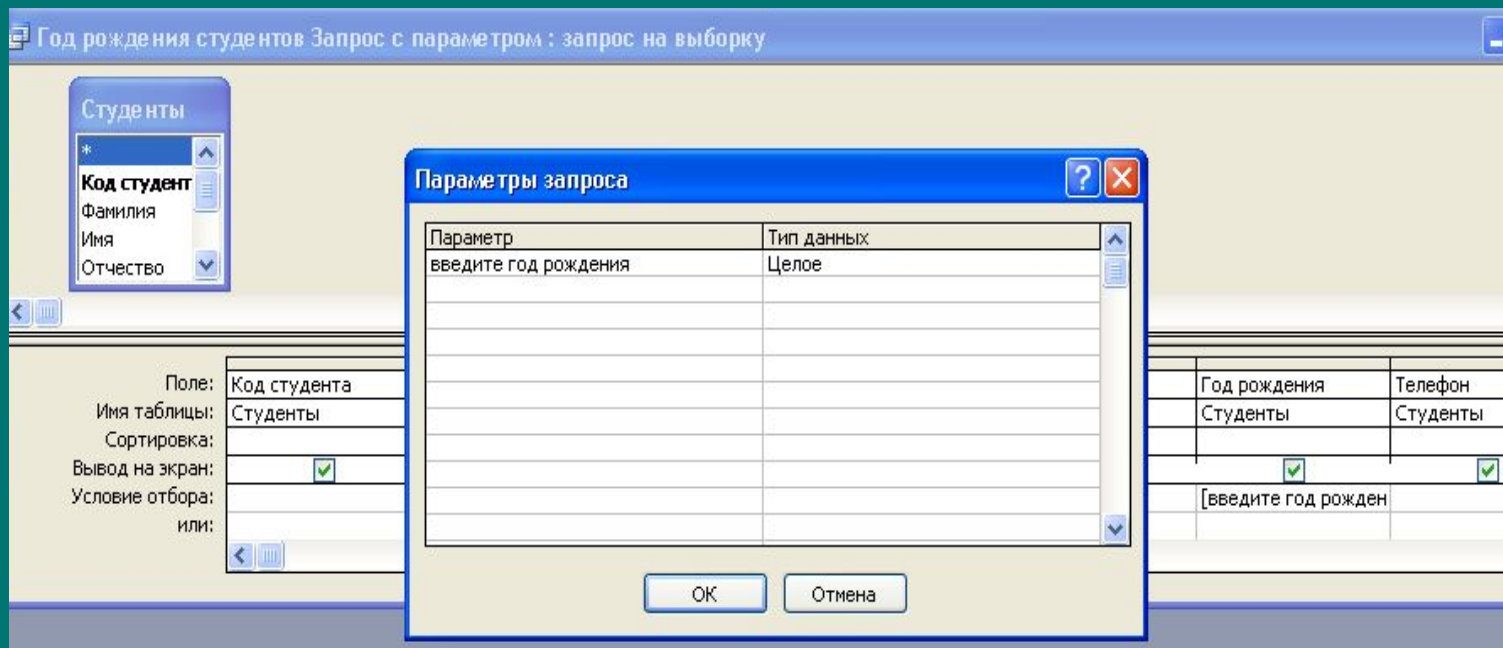 Год рождения студентов Запрос с параметром : запрос на выборку
Студенты
*
Код студент
Фамилия
Имя
Отчество
Параметры запроса
Параметр Тип данных
введите год рождения Целое
ОК Отмена
Поле: Код студента Год рождения Телефон
Имя таблицы: Студенты Студенты Студенты
Сортировка:
Вывод на экран:
Условие отбора: [введите год рожден
или: